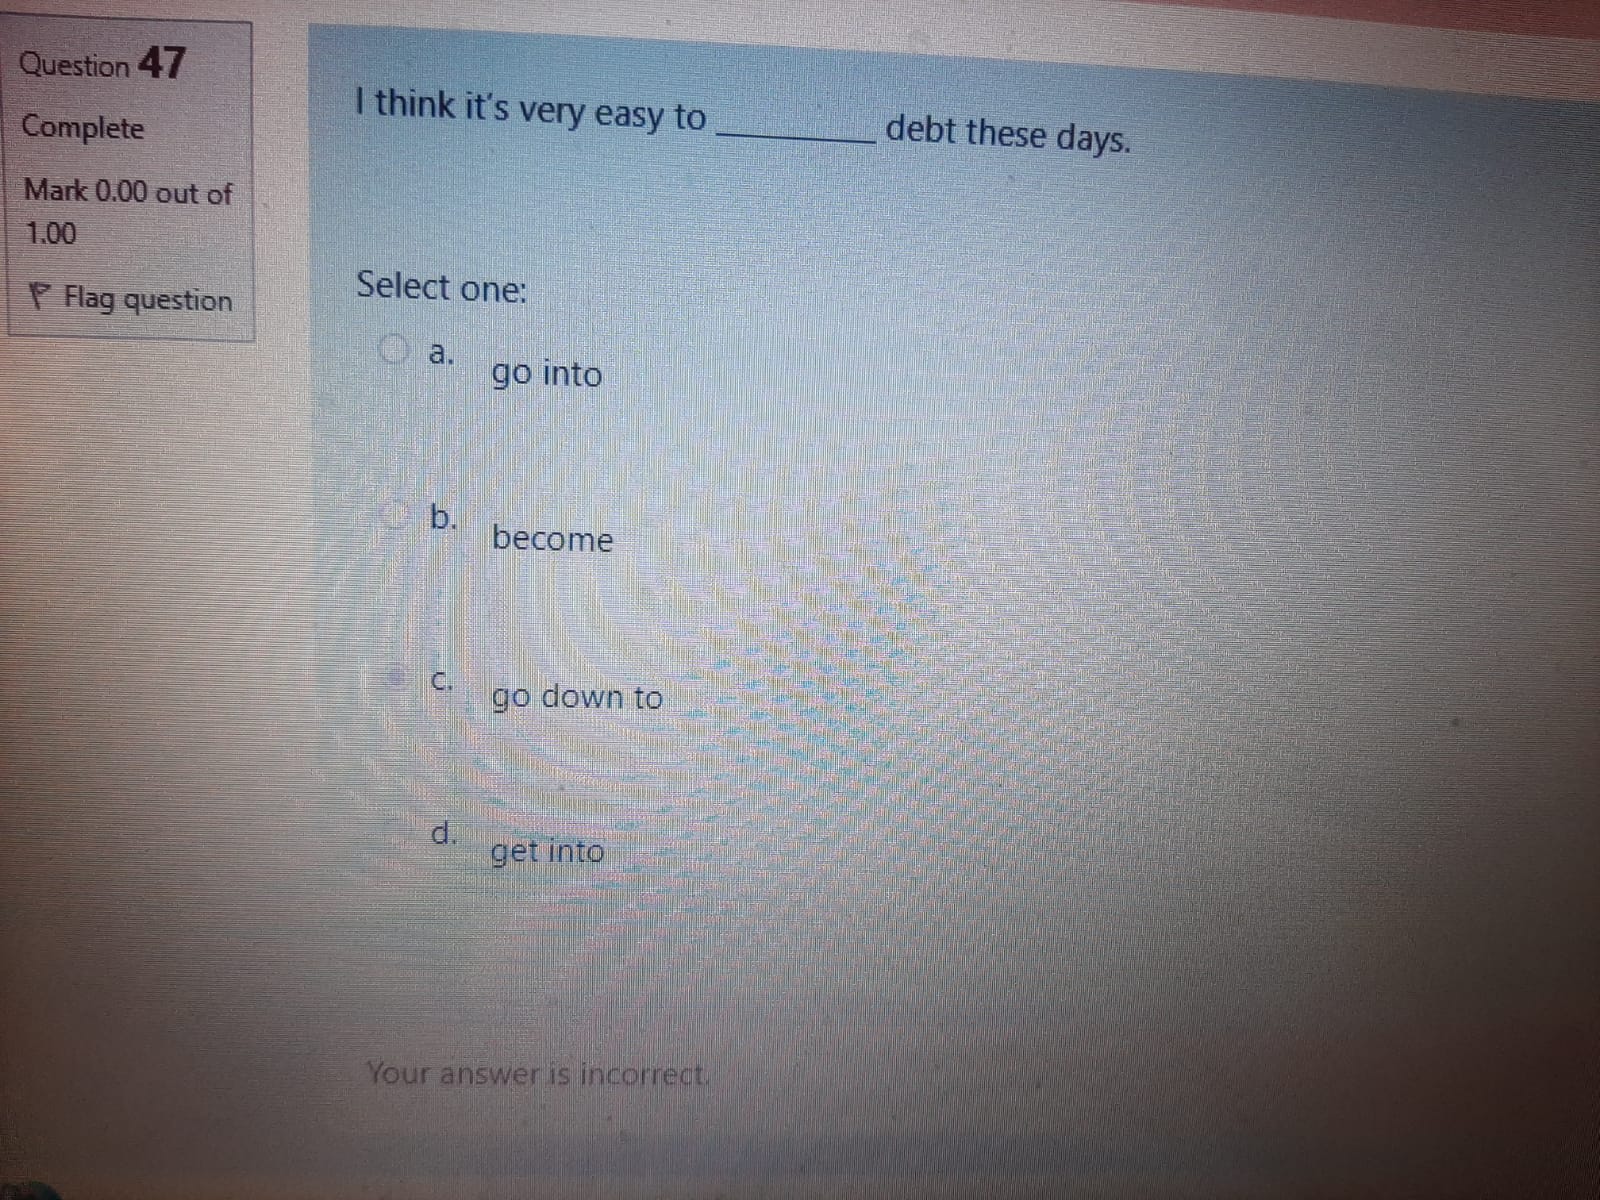 Question 47
Complete
Mark 0.00 out of
1.00
Flag question
I think it's very easy to ________ debt these days.
Select one:
a. go into
b. become
c. go down to
d. get into
Your answer is incorrect.